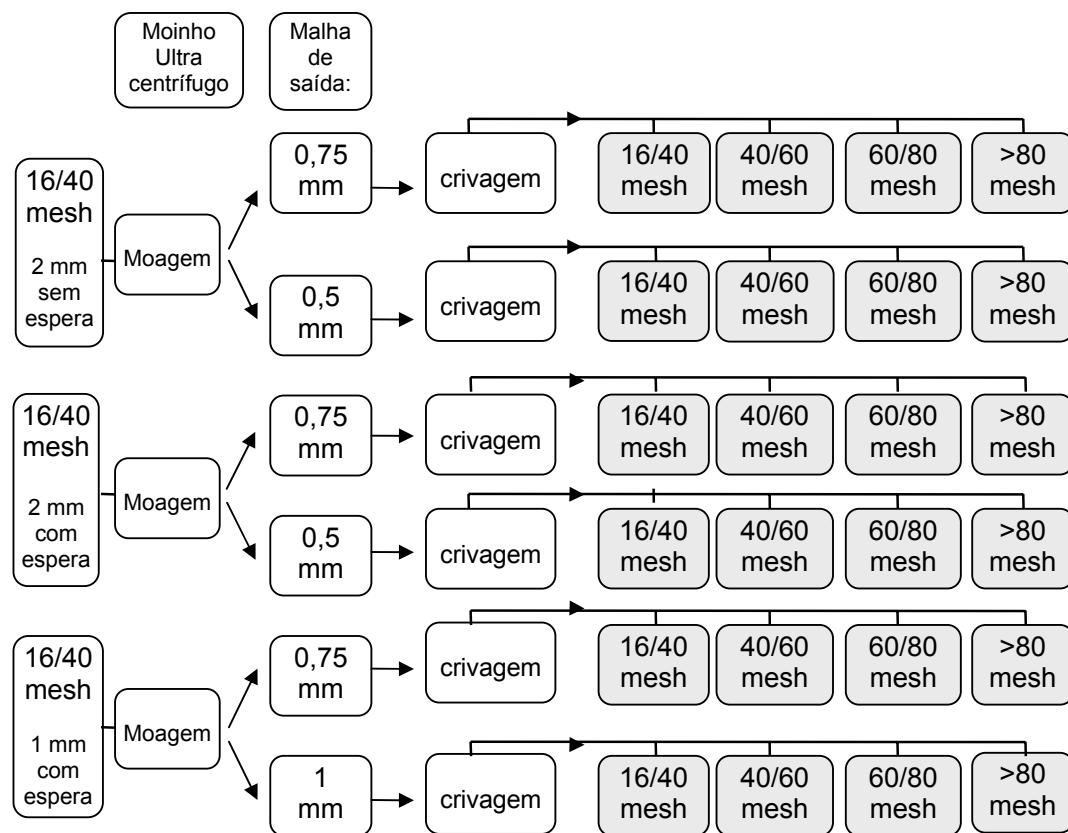 Moinho
Ultra
centrífugo
Malha
de
saída:
16/40
mesh
2 mm
sem
espera
Moagem
0,75
mm
crivagem
16/40
mesh
40/60
mesh
60/80
mesh
>80
mesh
0,5
mm
crivagem
16/40
mesh
40/60
mesh
60/80
mesh
>80
mesh
16/40
mesh
2 mm
com
espera
Moagem
0,75
mm
crivagem
16/40
mesh
40/60
mesh
60/80
mesh
>80
mesh
0,5
mm
crivagem
16/40
mesh
40/60
mesh
60/80
mesh
>80
mesh
16/40
mesh
1 mm
com
espera
Moagem
0,75
mm
crivagem
16/40
mesh
40/60
mesh
60/80
mesh
>80
mesh
1
mm
crivagem
16/40
mesh
40/60
mesh
60/80
mesh
>80
mesh